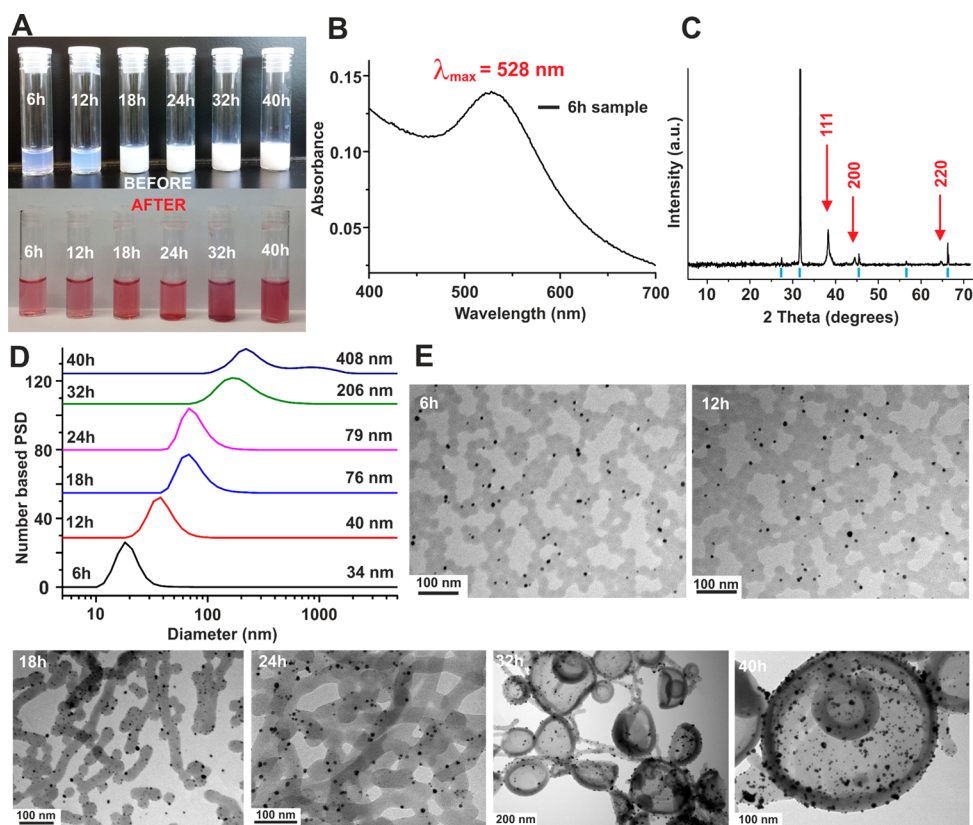 A
6h
12h
18h
24h
32h
40h
BEFORE
AFTER
6h
12h
18h
24h
32h
40h
B
λmax = 528 nm
6h sample
Absorbance
0.15
0.10
0.05
400
500
600
700
Wavelength (nm)
C
111
200
220
Intensity (a.u.)
10
20
30
40
50
60
70
2 Theta (degrees)
D
40h 408 nm
32h 206 nm
24h 79 nm
18h 76 nm
12h 40 nm
6h 34 nm
Number based PSD
120
80
40
0
10
100
1000
Diameter (nm)
E
6h
100 nm
12h
100 nm
18h
100 nm
24h
100 nm
32h
200 nm
40h
100 nm